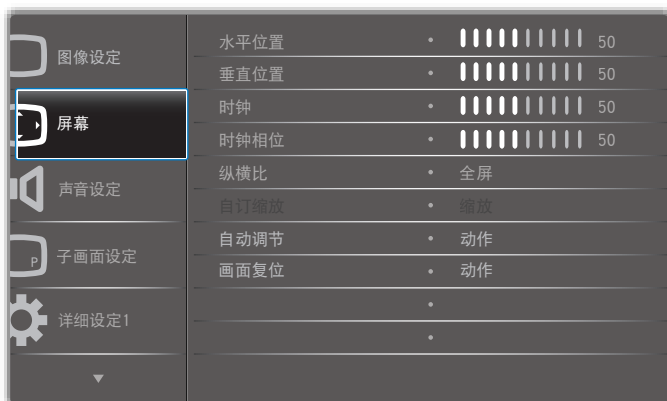 图像设定
屏幕
声音设定
P
子画面设定
详细设定1
水平位置 • 50
垂直位置 • 50
时钟 • 50
时钟相位 • 50
纵横比 • 全屏
自订缩放 • 缩放
自动调节 • 动作
画面复位 • 动作
•
•